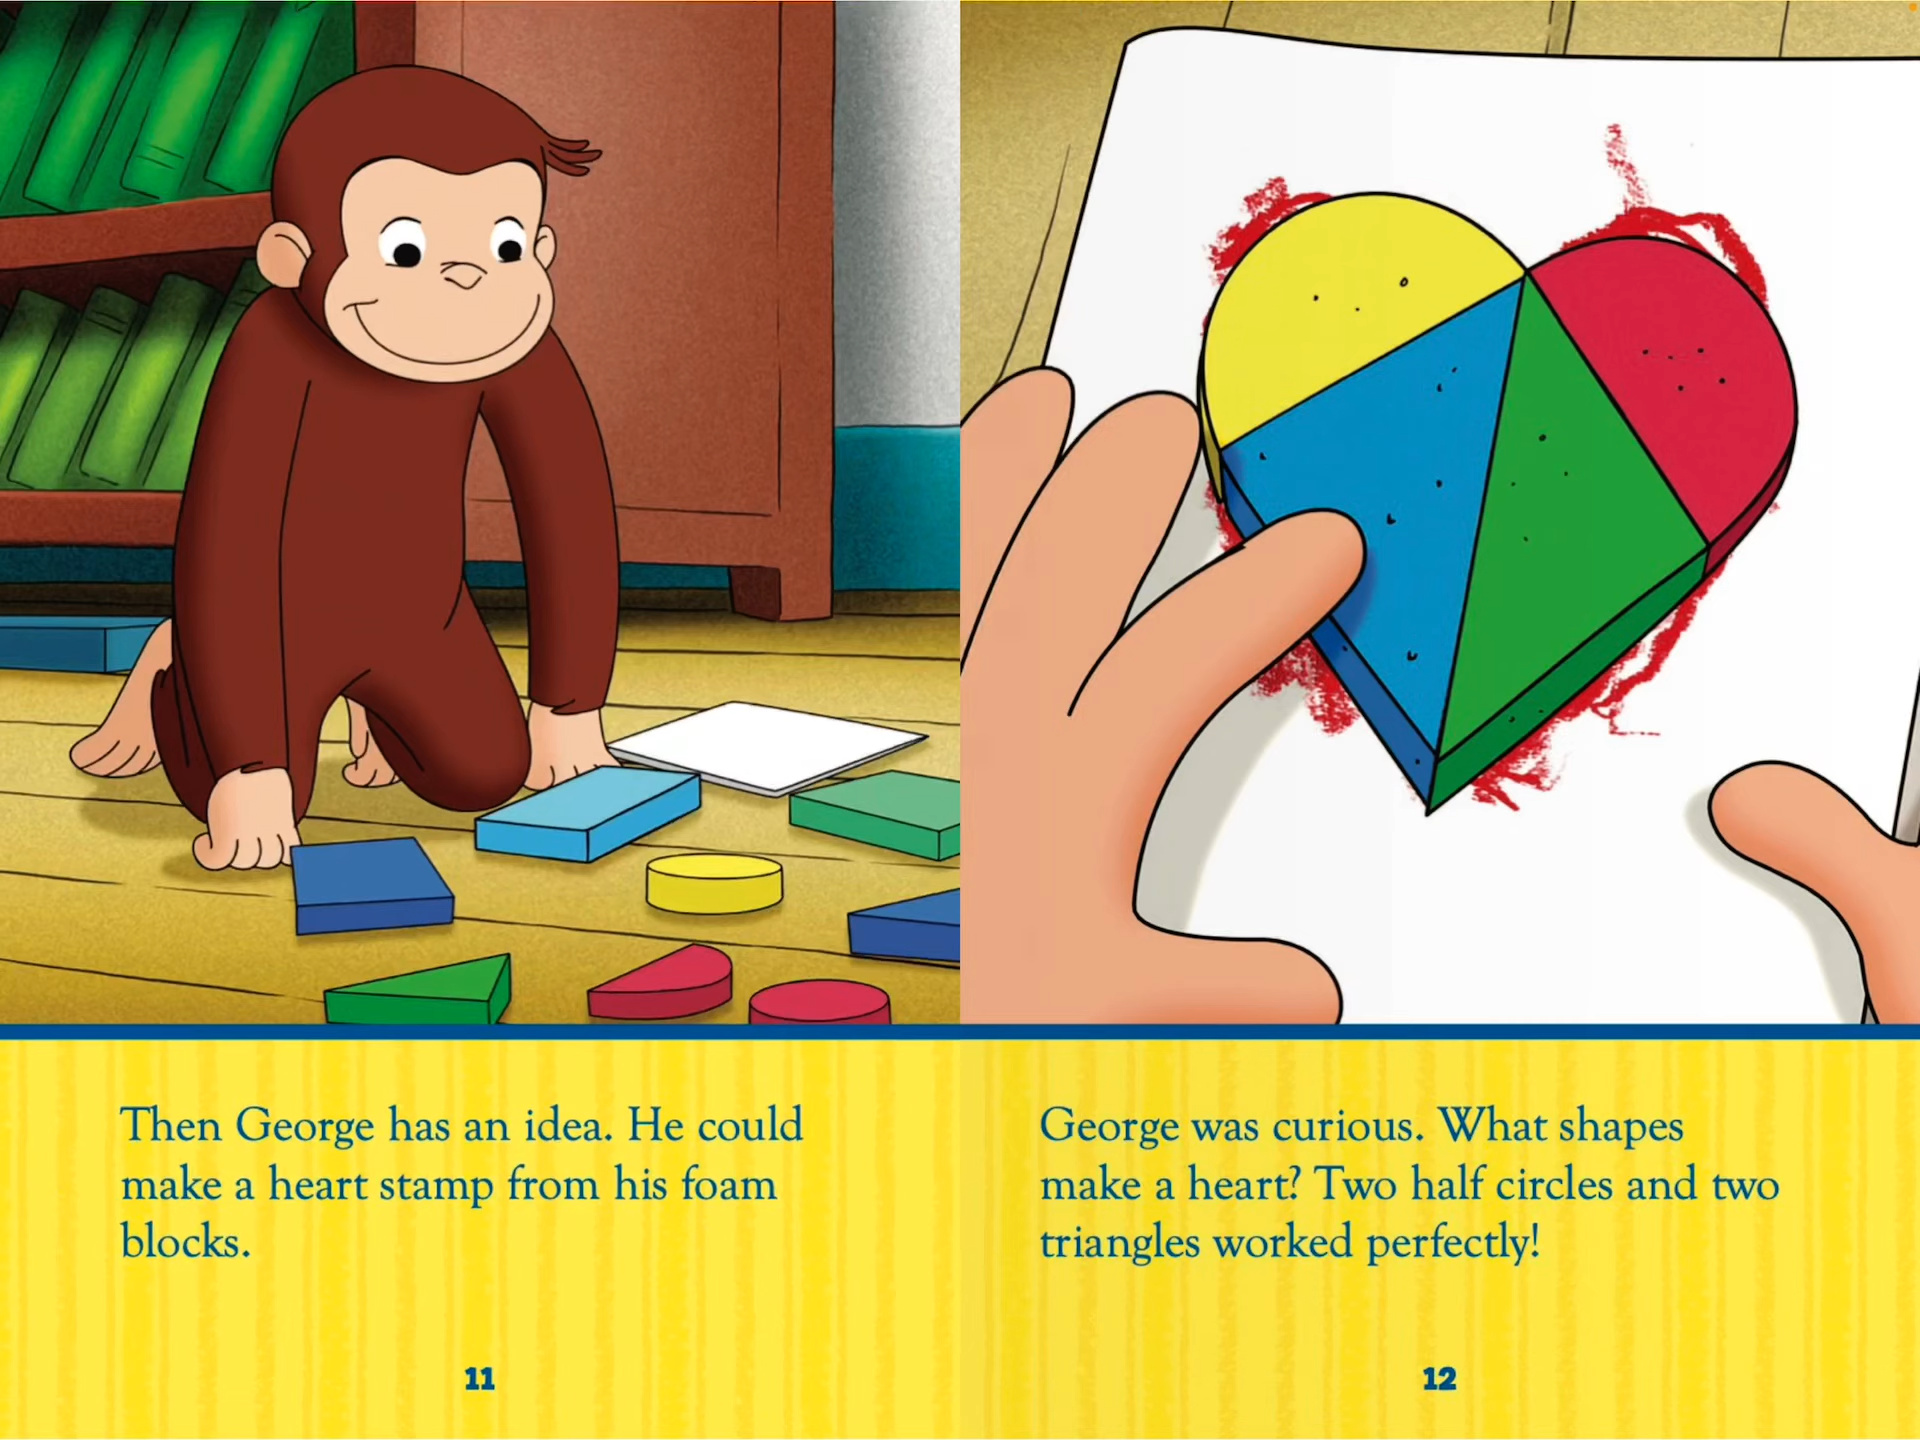 Then George has an idea. He could
make a heart stamp from his foam
blocks.
11
George was curious. What shapes
make a heart? Two half circles and two
triangles worked perfectly!
12